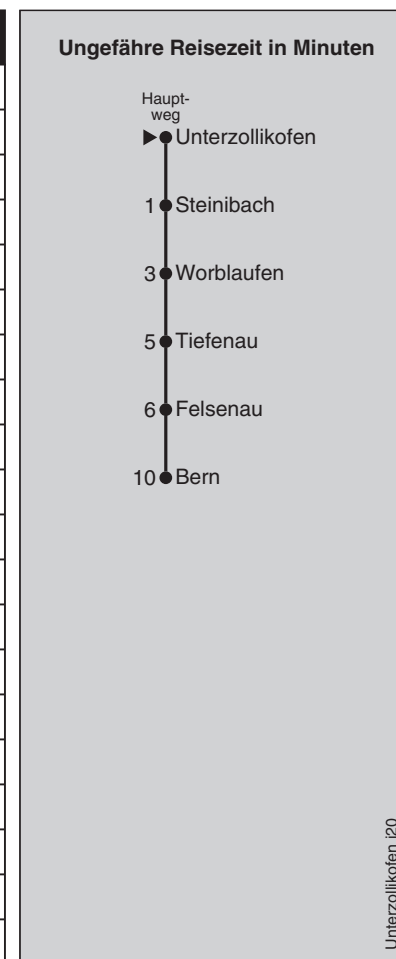 Ungefähre Reisezeit in Minuten
Haupt-
weg
Unterzollikofen
1 Steinibach
3 Worblaufen
5 Tiefenau
6 Felsenau
10 Bern
Unterzollikofen i20